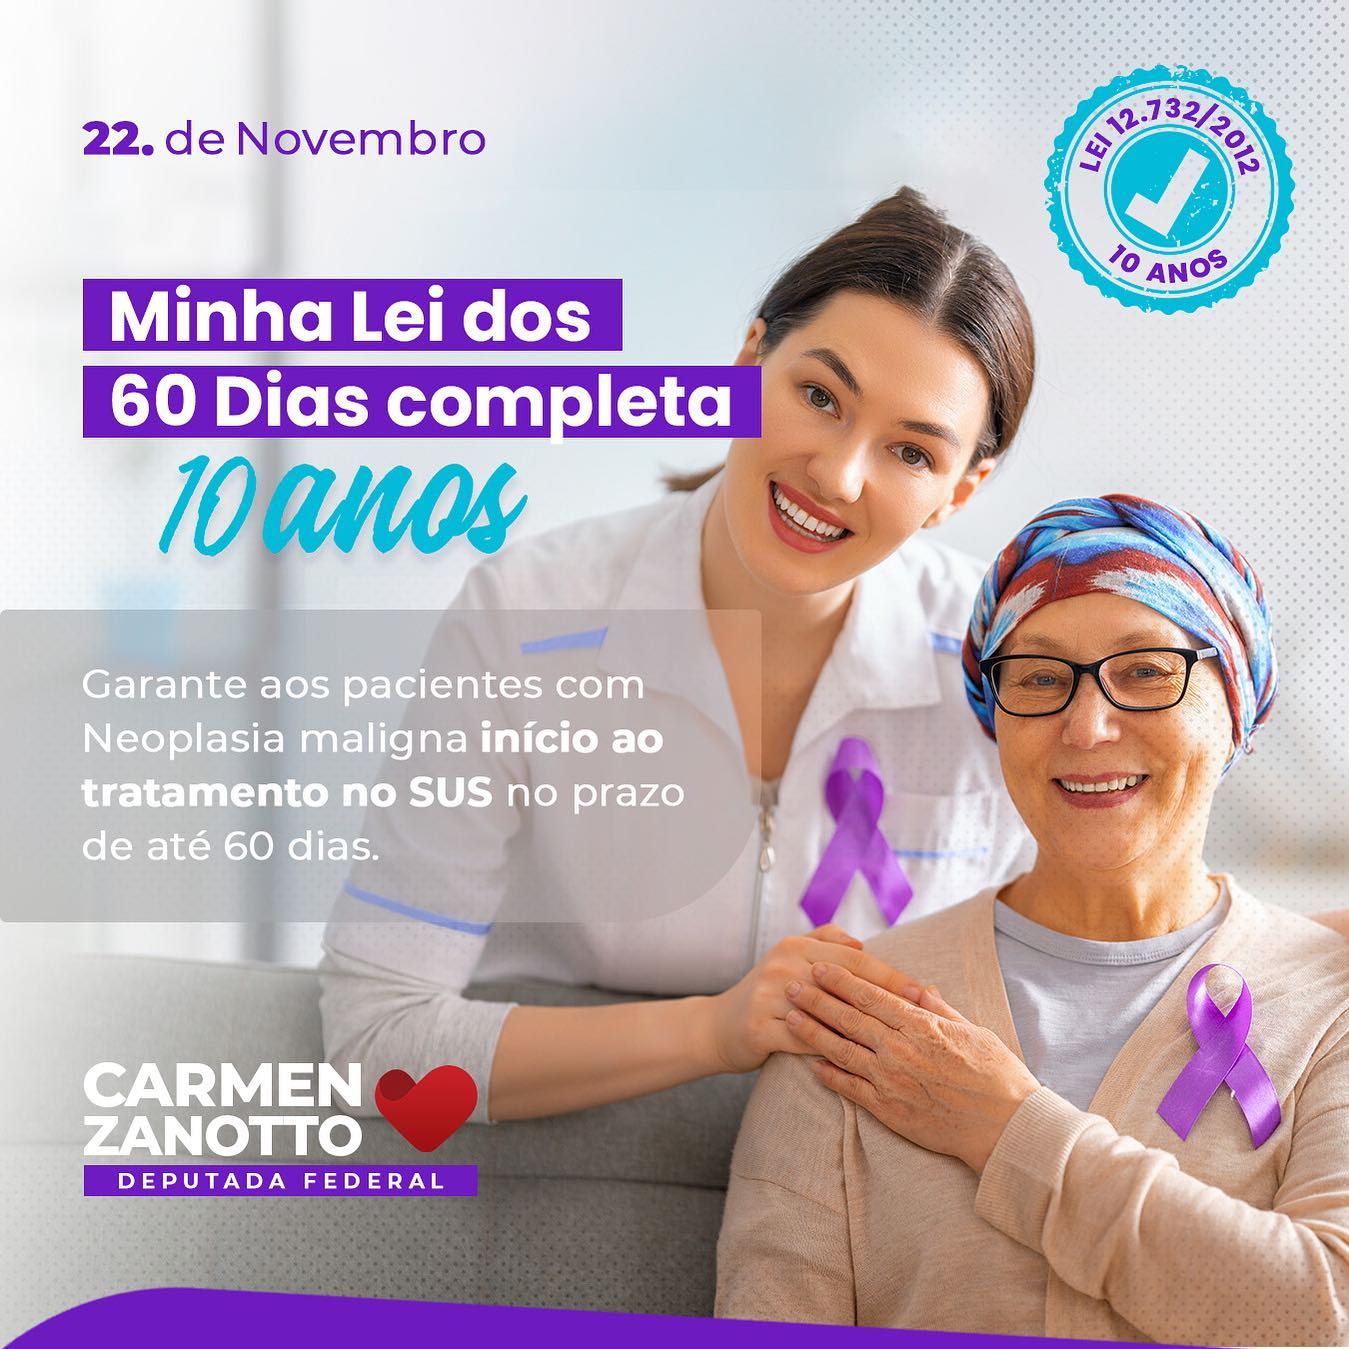 22. de Novembro
LEI 12.732/2012
10 ANOS
Minha Lei dos
60 Dias completa
10 anos
Garante aos pacientes com
Neoplasia maligna início ao
tratamento no SUS no prazo
de até 60 dias.
CARMEN
ZANOTTO
DEPUTADA FEDERAL